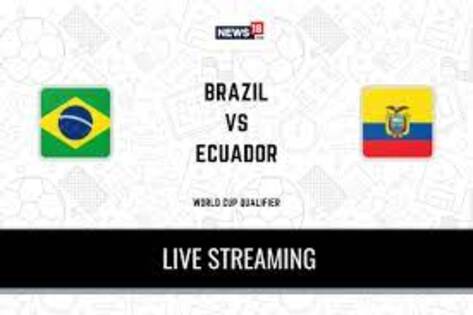 NEWS18
BRAZIL
VS
ECUADOR
WORLD CUP QUALIFIER
LIVE STREAMING